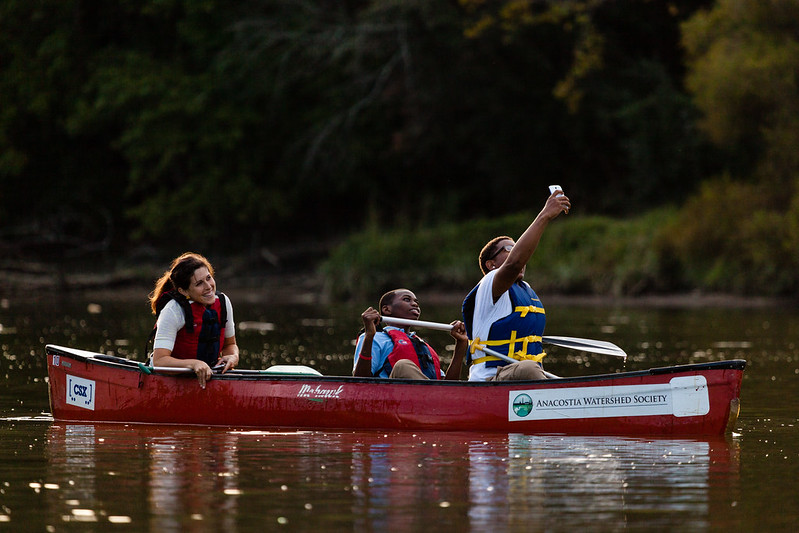 [CSX]
Mohawk
ANACOSTIA WATERSHED SOCIETY